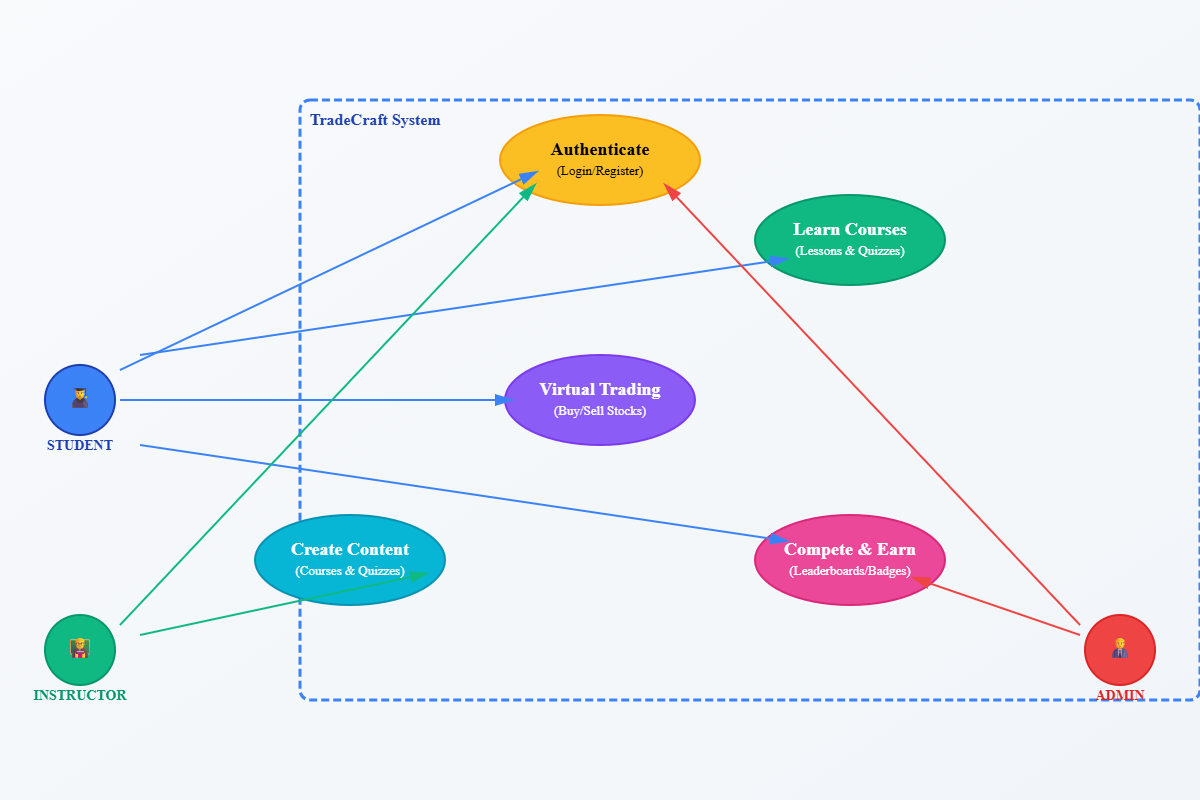 TradeCraft System
Authenticate
(Login/Register)
Learn Courses
(Lessons & Quizzes)
Virtual Trading
(Buy/Sell Stocks)
STUDENT
Create Content
(Courses & Quizzes)
Compete & Earn
(Leaderboards/Badges)
INSTRUCTOR
ADMIN